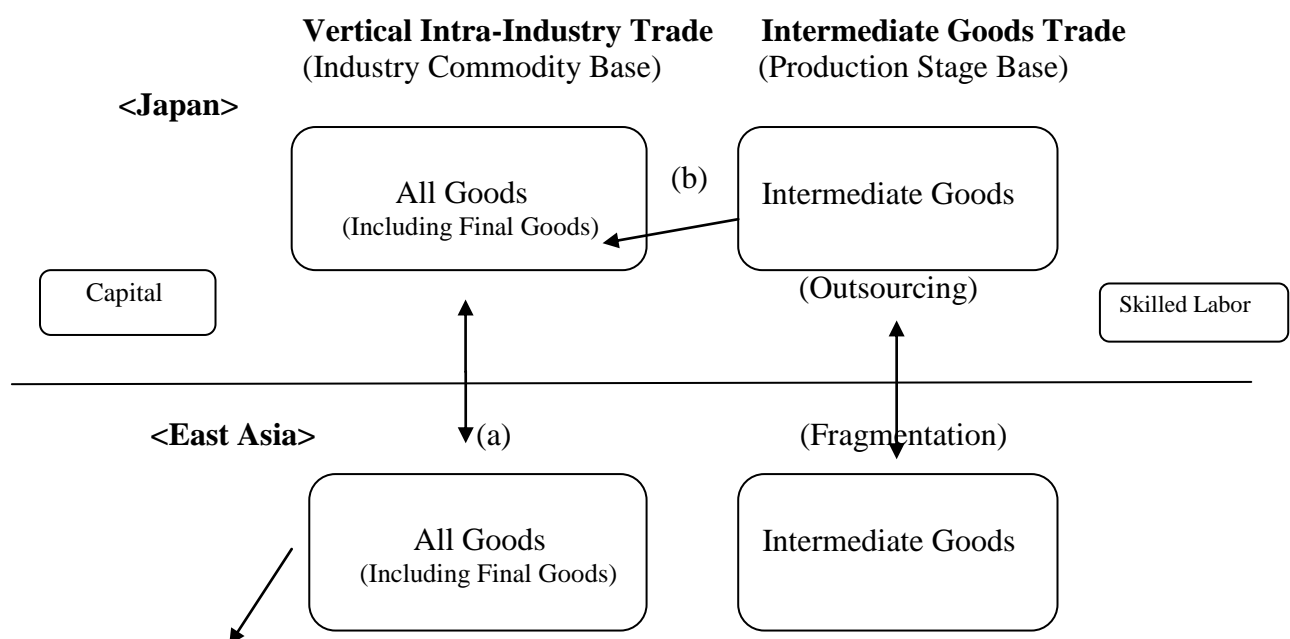 Vertical Intra-Industry Trade Intermediate Goods Trade
(Industry Commodity Base) (Production Stage Base)
<Japan>
All Goods (b) Intermediate Goods
(Including Final Goods)
Capital (Outsourcing) Skilled Labor
<East Asia> (a) (Fragmentation)
All Goods Intermediate Goods
(Including Final Goods)